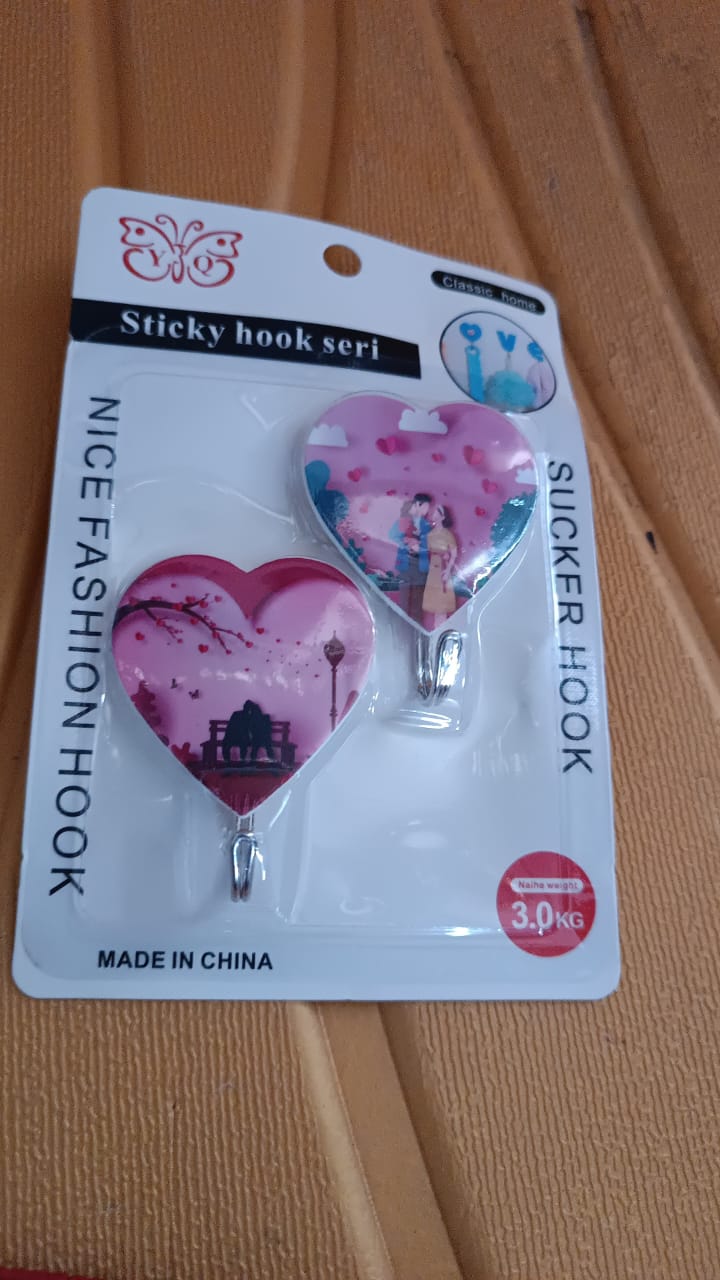 YQ
Classic home
Sticky hook seri
NICE FASHION HOOK
SUCKER HOOK
Naihe weight
3.0KG
MADE IN CHINA